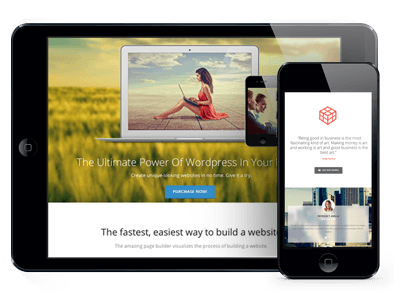 The Ultimate Power Of Wordpress In Your
Create unique-looking websites in no time. Give it a try.
PURCHASE NOW!
The fastest, easiest way to build a website
The amazing page builder visualizes the process of building a website.
"Being good in business is the most
fascinating kind of art. Making money is art
and working is art and good business is the
best art."